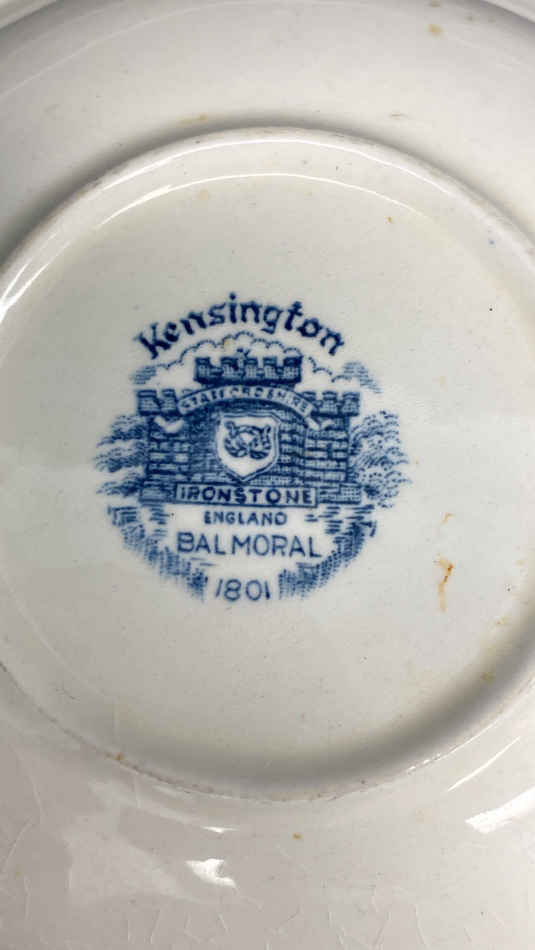 Kensington
STAFFORDSHIRE
IRONSTONE
ENGLAND
BALMORAL
1801